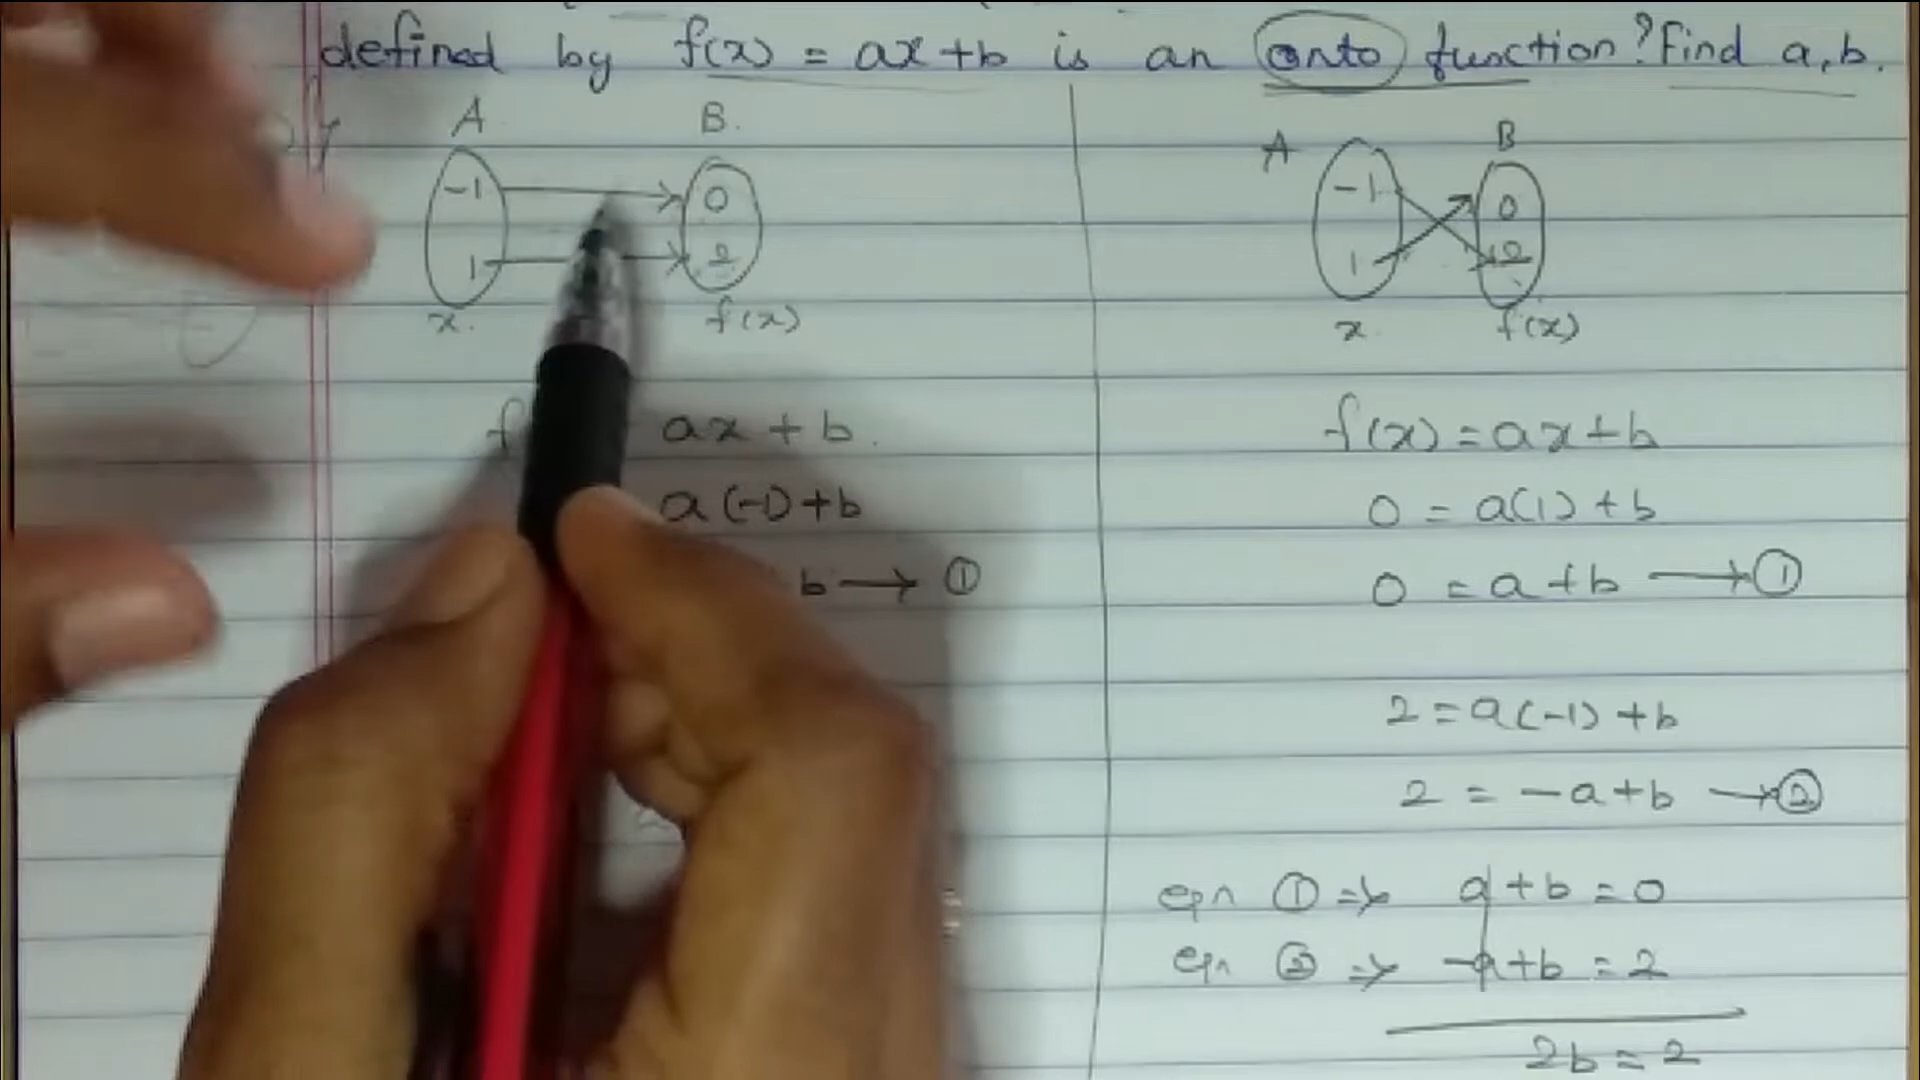 defined by f(x) = ax+b is an onto function? Find a, b.
A B.
-1 0
1 2
x. f(x)
ax + b.
a(-1)+b
b → ①
A B
-1 0
1 2
x f(x)
f(x) = ax+b
0 = a(1) + b
0 = a + b → ①
2 = a(-1) + b
2 = -a+b → ②
eqn ① => a+b = 0
eqn ② => -a+b = 2
2b = 2